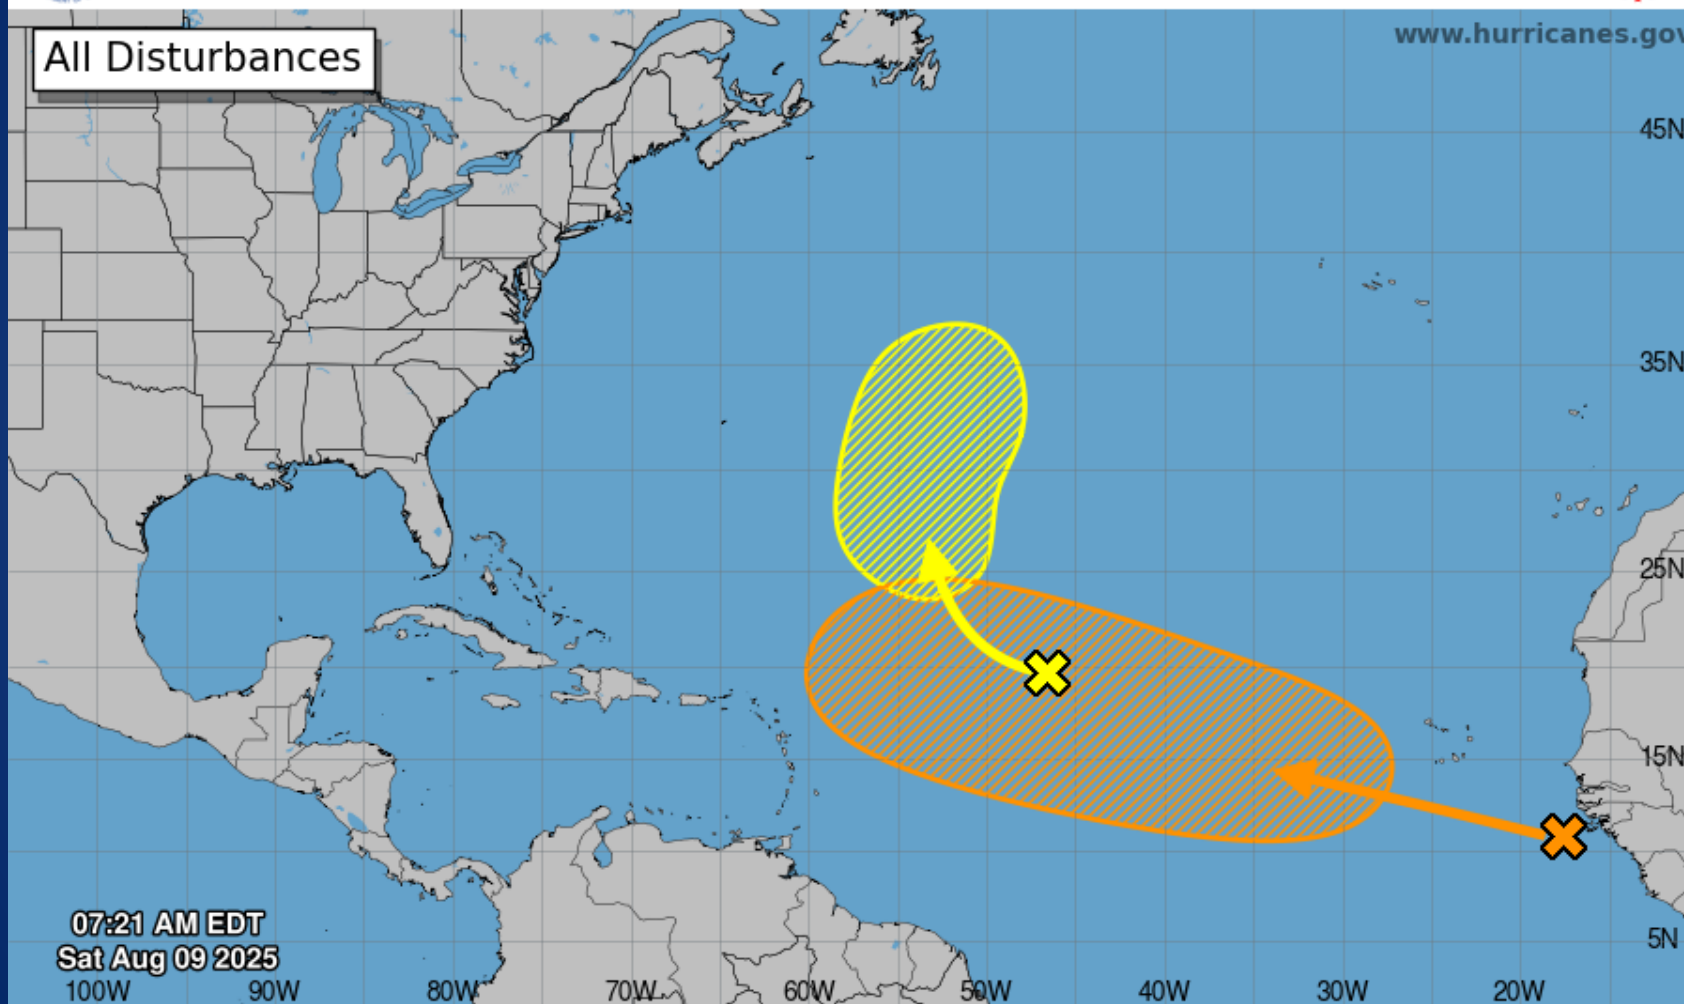 All Disturbances
www.hurricanes.gov
45N
35N
25N
15N
5N
07:21 AM EDT
Sat Aug 09 2025
100W 90W 80W 70W 60W 50W 40W 30W 20W